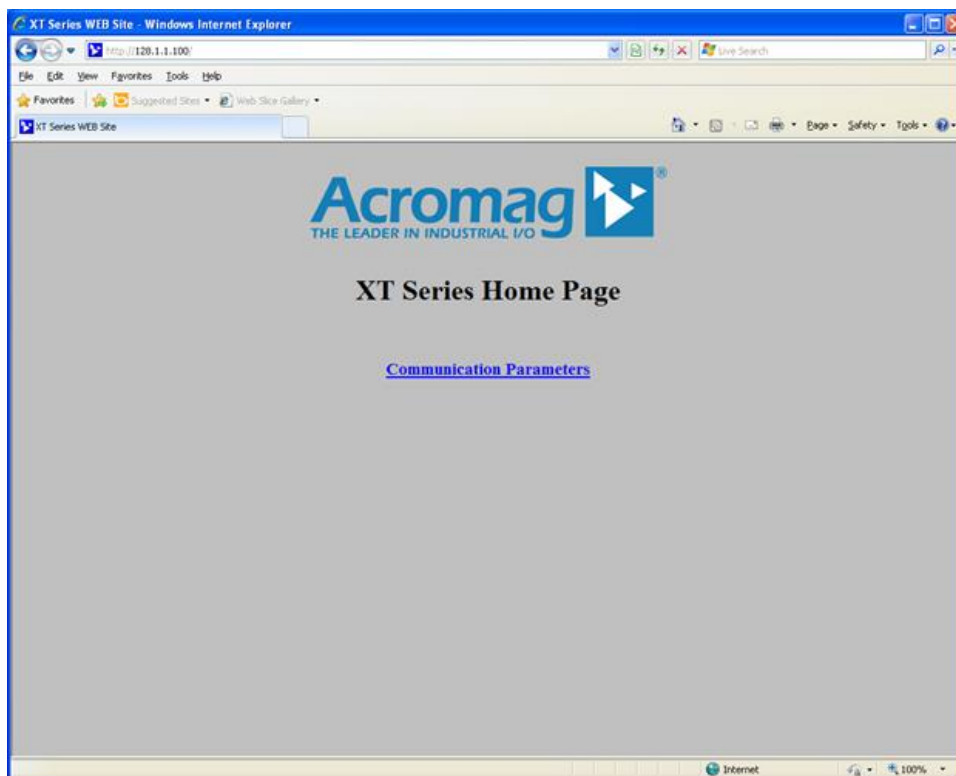 XT Series WEB Site - Windows Internet Explorer
http://128.1.1.100/
Live Search
File Edit View Favorites Tools Help
Favorites Suggested Sites Web Slice Gallery
XT Series WEB Site
Page Safety Tools
Acromag ®
THE LEADER IN INDUSTRIAL I/O
XT Series Home Page
Communication Parameters
Internet 100%